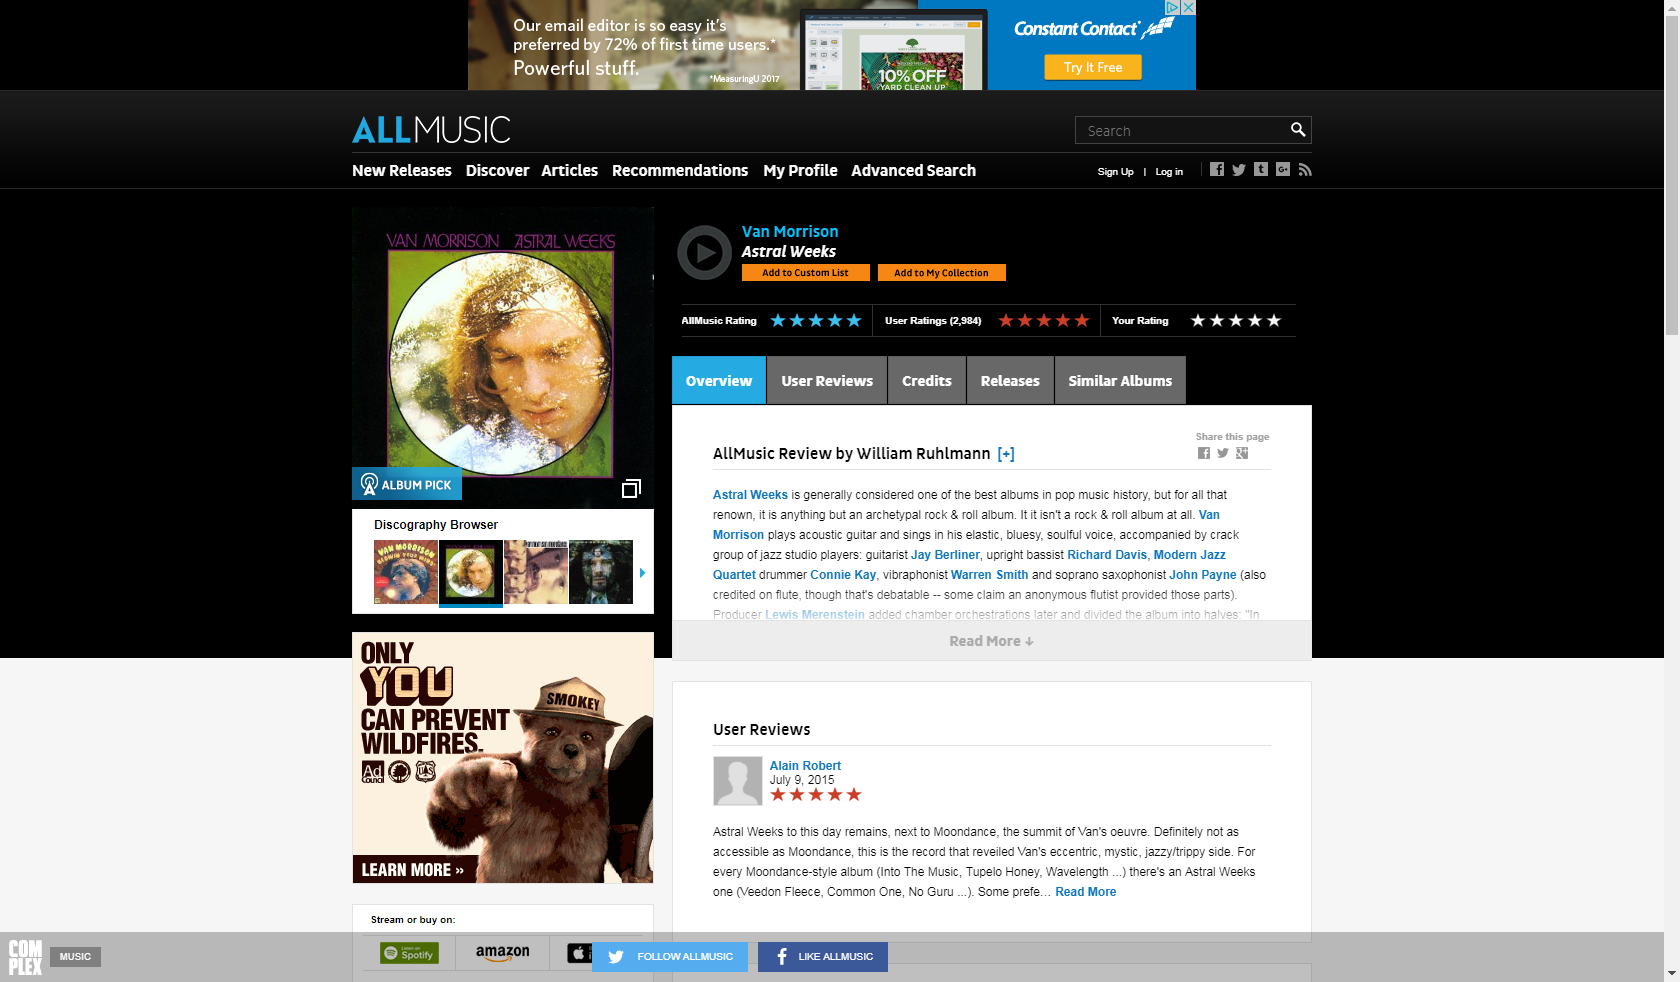 Our email editor is so easy it's
preferred by 72% of first time users.*
Powerful stuff.
*MeasuringU 2017
10% OFF
YARD CLEAN UP
Constant Contact
Try It Free
ALLMUSIC
Search
New Releases Discover Articles Recommendations My Profile Advanced Search
Sign Up | Log in
VAN MORRISON ASTRAL WEEKS
ALBUM PICK
Van Morrison
Astral Weeks
Add to Custom List Add to My Collection
AllMusic Rating User Ratings (2,984) Your Rating
Overview User Reviews Credits Releases Similar Albums
Share this page
AllMusic Review by William Ruhlmann [+]
Astral Weeks is generally considered one of the best albums in pop music history, but for all that
renown, it is anything but an archetypal rock & roll album. It it isn't a rock & roll album at all. Van
Morrison plays acoustic guitar and sings in his elastic, bluesy, soulful voice, accompanied by crack
group of jazz studio players: guitarist Jay Berliner, upright bassist Richard Davis, Modern Jazz
Quartet drummer Connie Kay, vibraphonist Warren Smith and soprano saxophonist John Payne (also
credited on flute, though that's debatable -- some claim an anonymous flutist provided those parts).
Producer Lewis Merenstein added chamber orchestrations later and divided the album into halves: "In
Read More
Discography Browser
VAN MORRISON
ONLY
YOU
CAN PREVENT
WILDFIRES.
SMOKEY
Ad
Council
LEARN MORE »
User Reviews
Alain Robert
July 9, 2015
Astral Weeks to this day remains, next to Moondance, the summit of Van's oeuvre. Definitely not as
accessible as Moondance, this is the record that reveiled Van's eccentric, mystic, jazzy/trippy side. For
every Moondance-style album (Into The Music, Tupelo Honey, Wavelength ...) there's an Astral Weeks
one (Veedon Fleece, Common One, No Guru ...). Some prefe... Read More
Stream or buy on:
Listen on
Spotify
amazon
COM
PLEX
MUSIC
FOLLOW ALLMUSIC
LIKE ALLMUSIC